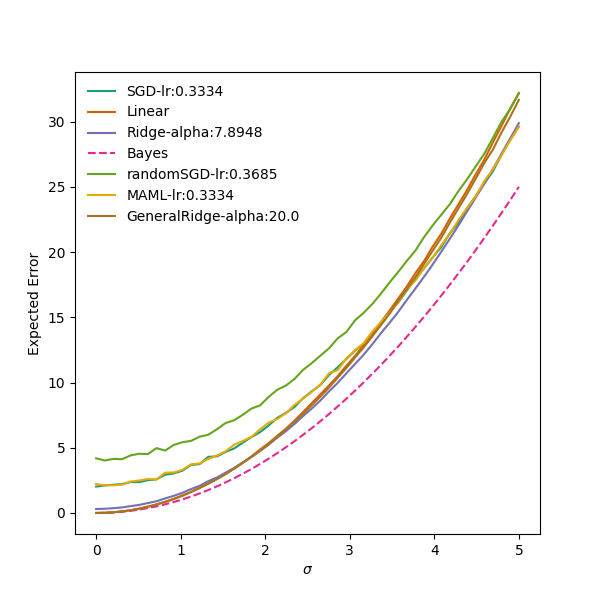 SGD-lr:0.3334
Linear
Ridge-alpha:7.8948
Bayes
randomSGD-lr:0.3685
MAML-lr:0.3334
GeneralRidge-alpha:20.0
Expected Error
30
25
20
15
10
5
0
0 1 2 3 4 5
σ